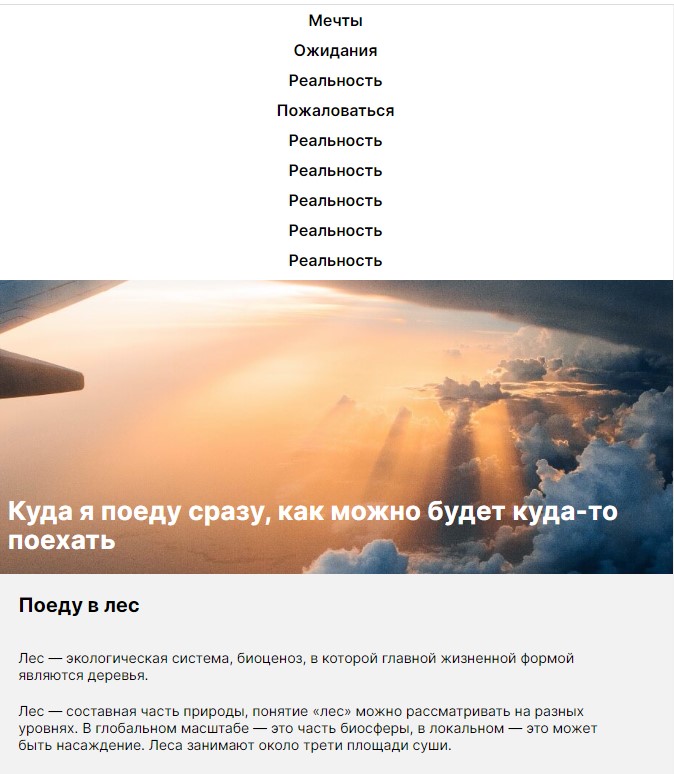 Мечты
Ожидания
Реальность
Пожаловаться
Реальность
Реальность
Реальность
Реальность
Реальность
Куда я поеду сразу, как можно будет куда-то
поехать
Поеду в лес
Лес — экологическая система, биоценоз, в которой главной жизненной формой
являются деревья.
Лес — составная часть природы, понятие «лес» можно рассматривать на разных
уровнях. В глобальном масштабе — это часть биосферы, в локальном — это может
быть насаждение. Леса занимают около трети площади суши.